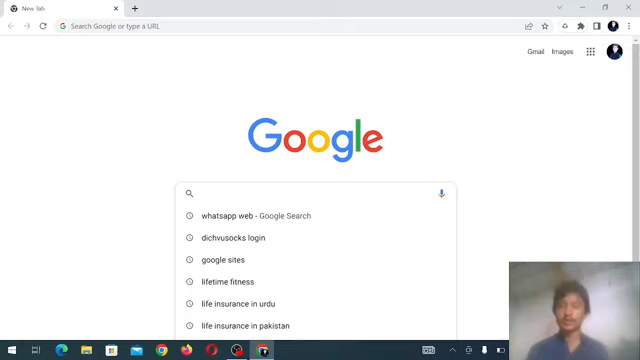 New Tab
Search Google or type a URL
Gmail Images
Google
whatsapp web - Google Search
dichvusocks login
google sites
lifetime fitness
life insurance in urdu
life insurance in pakistan